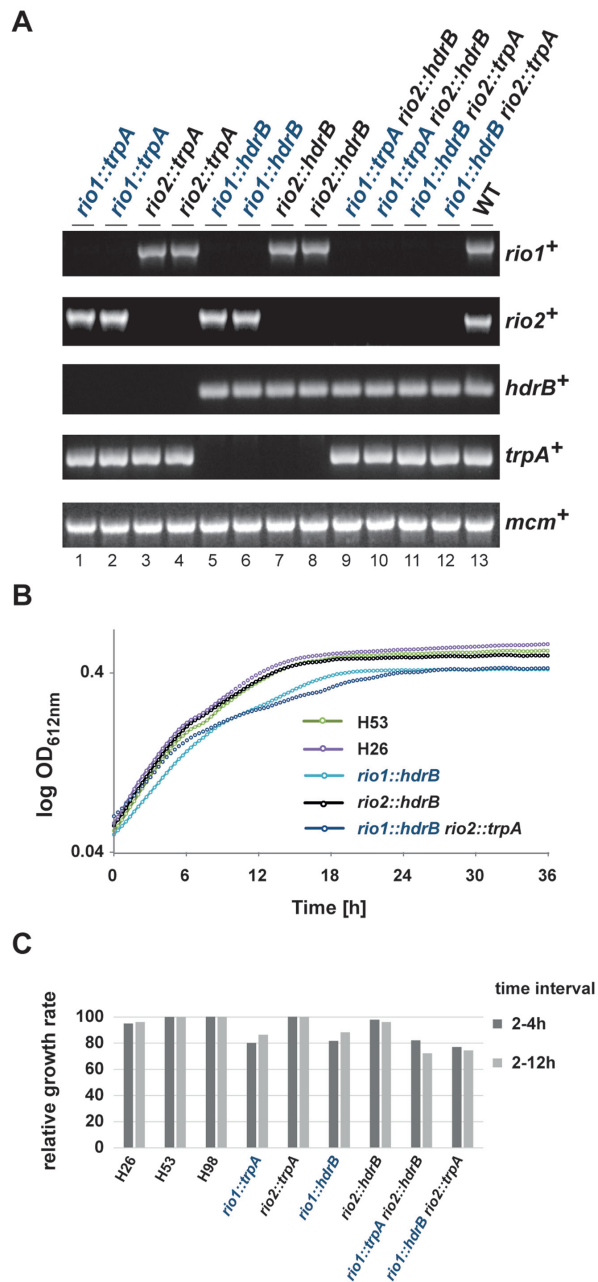 A
rio1::trpA
rio1::trpA
rio2::trpA
rio2::trpA
rio1::hdrB
rio1::hdrB
rio2::hdrB
rio2::hdrB
rio1::trpA rio2::hdrB
rio1::trpA rio2::hdrB
rio1::hdrB rio2::trpA
rio1::hdrB rio2::trpA
WT
rio1+
rio2+
hdrB+
trpA+
mcm+
1 2 3 4 5 6 7 8 9 10 11 12 13
B
log OD612nm
0.4
0.04
H53
H26
rio1::hdrB
rio2::hdrB
rio1::hdrB rio2::trpA
0 6 12 18 24 30 36
Time [h]
C
relative growth rate
100
80
60
40
20
0
time interval
2-4h
2-12h
H26
H53
H98
rio1::trpA
rio2::trpA
rio1::hdrB
rio2::hdrB
rio1::trpA rio2::hdrB
rio1::hdrB rio2::trpA